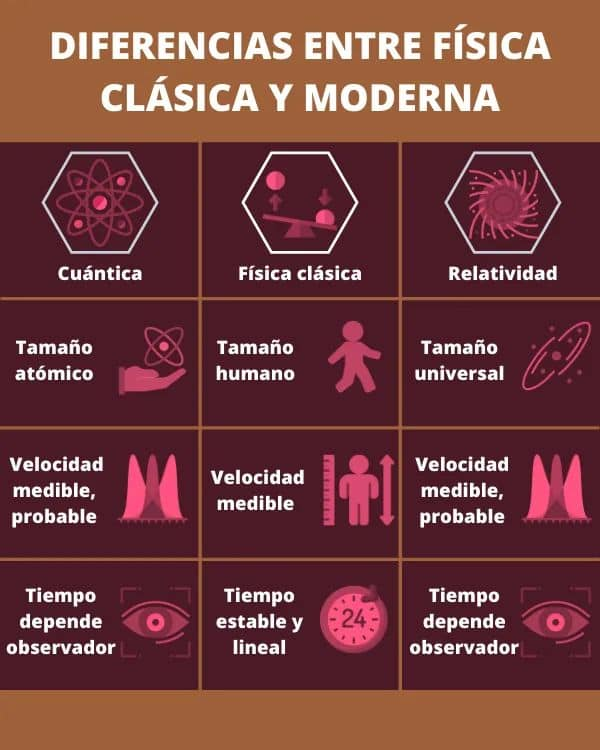 DIFERENCIAS ENTRE FÍSICA
CLÁSICA Y MODERNA
Cuántica
Física clásica
Relatividad
Tamaño
atómico
Tamaño
humano
Tamaño
universal
Velocidad
medible,
probable
Velocidad
medible
Velocidad
medible,
probable
Tiempo
depende
observador
Tiempo
estable y
lineal
24
Tiempo
depende
observador